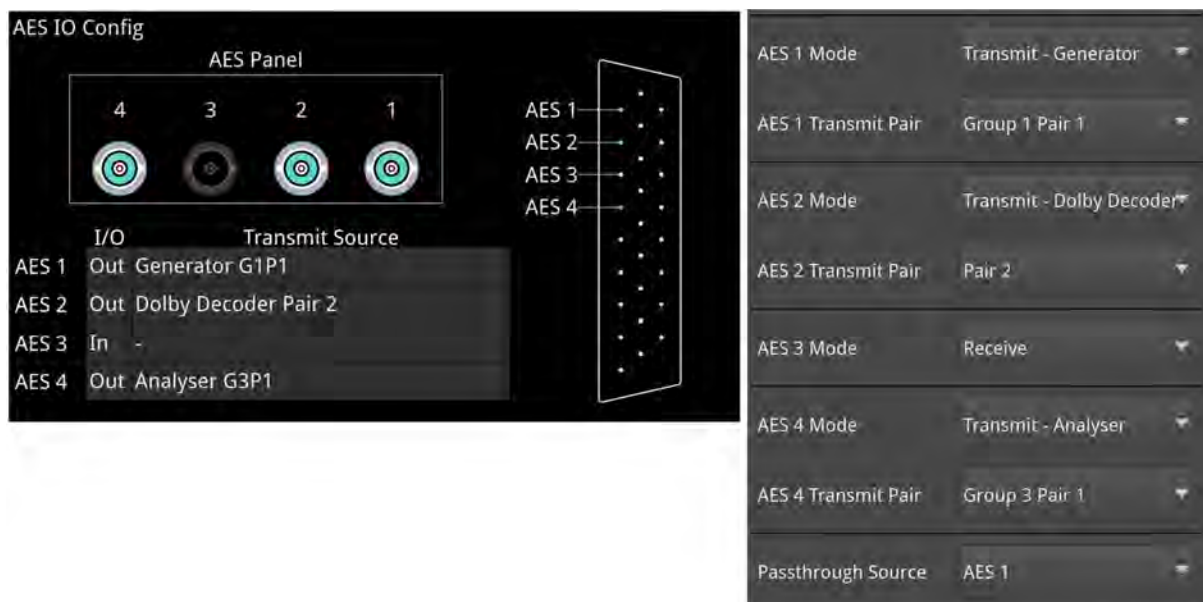 AES IO Config
AES Panel
4 3 2 1
AES 1
AES 2
AES 3
AES 4
I/O Transmit Source
AES 1 Out Generator G1P1
AES 2 Out Dolby Decoder Pair 2
AES 3 In -
AES 4 Out Analyser G3P1
AES 1 Mode Transmit - Generator
AES 1 Transmit Pair Group 1 Pair 1
AES 2 Mode Transmit - Dolby Decoder
AES 2 Transmit Pair Pair 2
AES 3 Mode Receive
AES 4 Mode Transmit - Analyser
AES 4 Transmit Pair Group 3 Pair 1
Passthrough Source AES 1